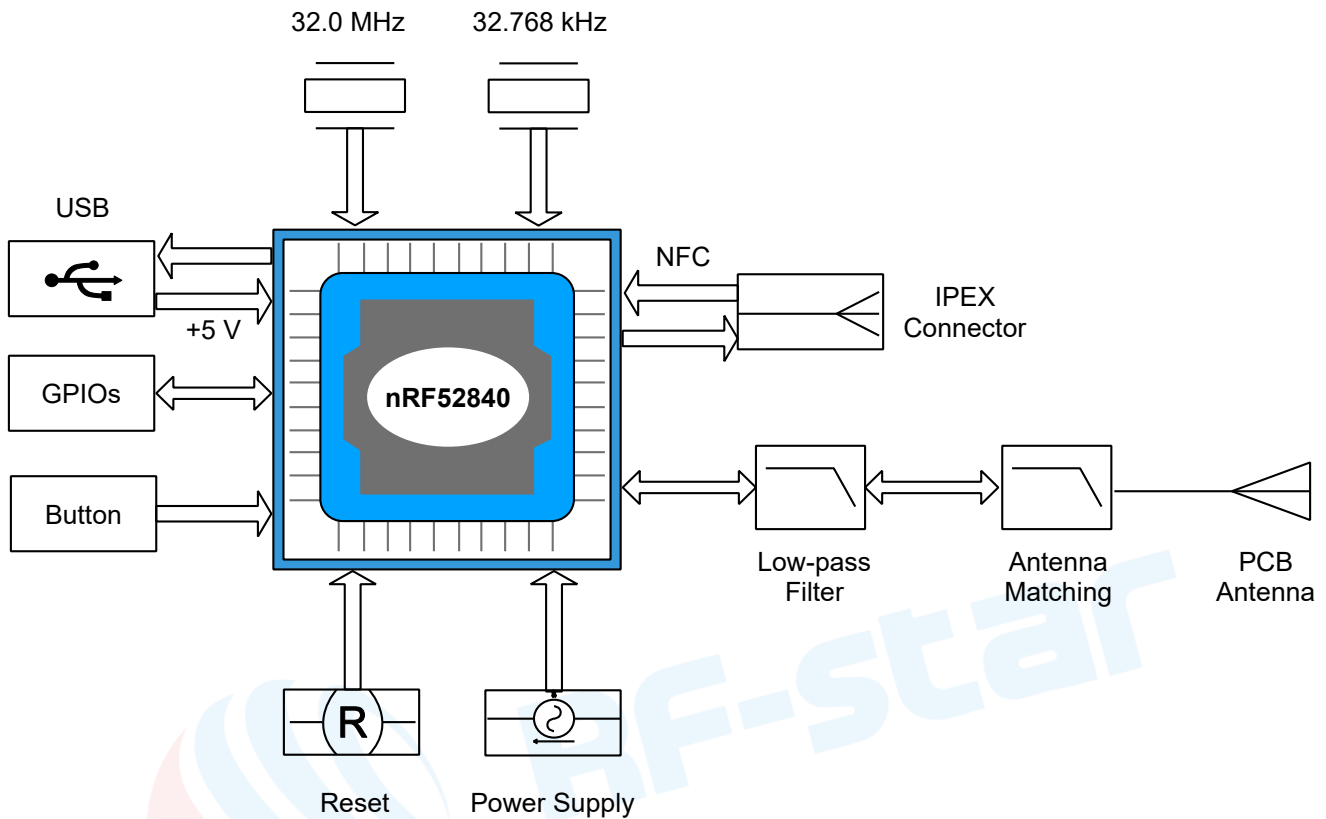 32.0 MHz
32.768 kHz
USB
+5 V
NFC
IPEX
Connector
GPIOs
nRF52840
Button
Low-pass
Filter
Antenna
Matching
PCB
Antenna
R
Reset
Power Supply
RF-star